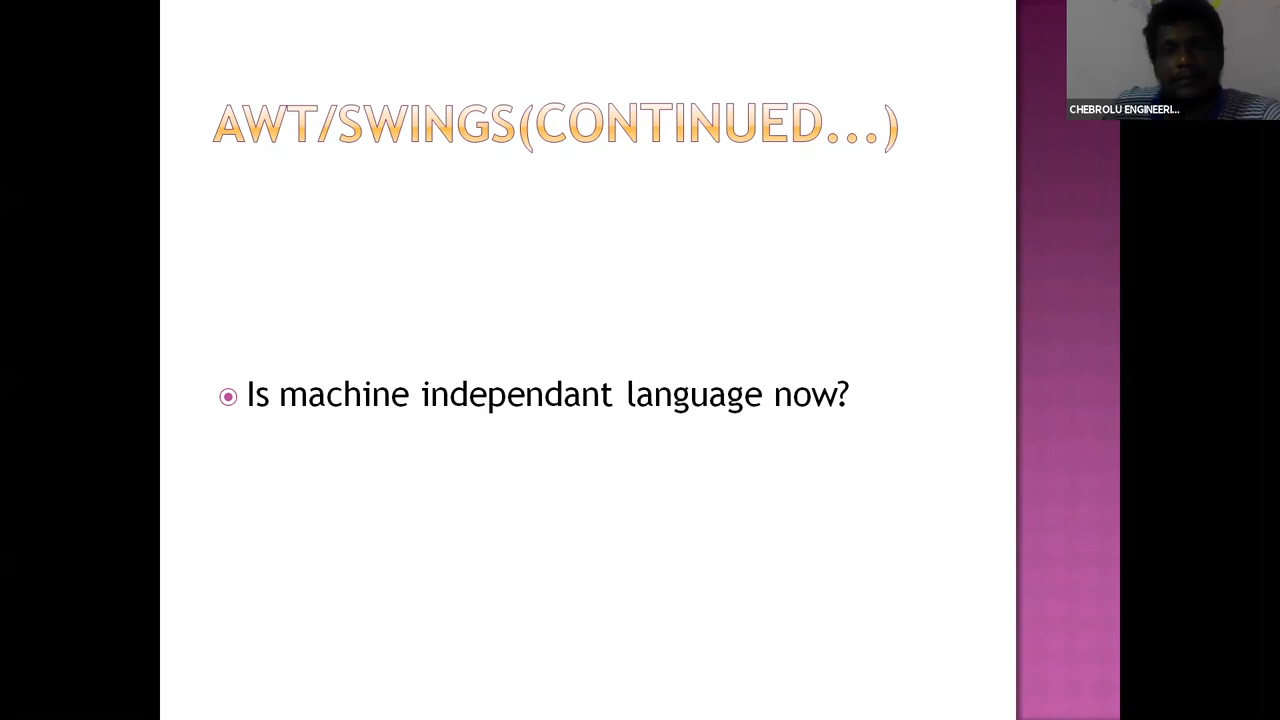 AWT/SWINGS(CONTINUED...)
CHEBROLU ENGINEERI...
Is machine independant language now?